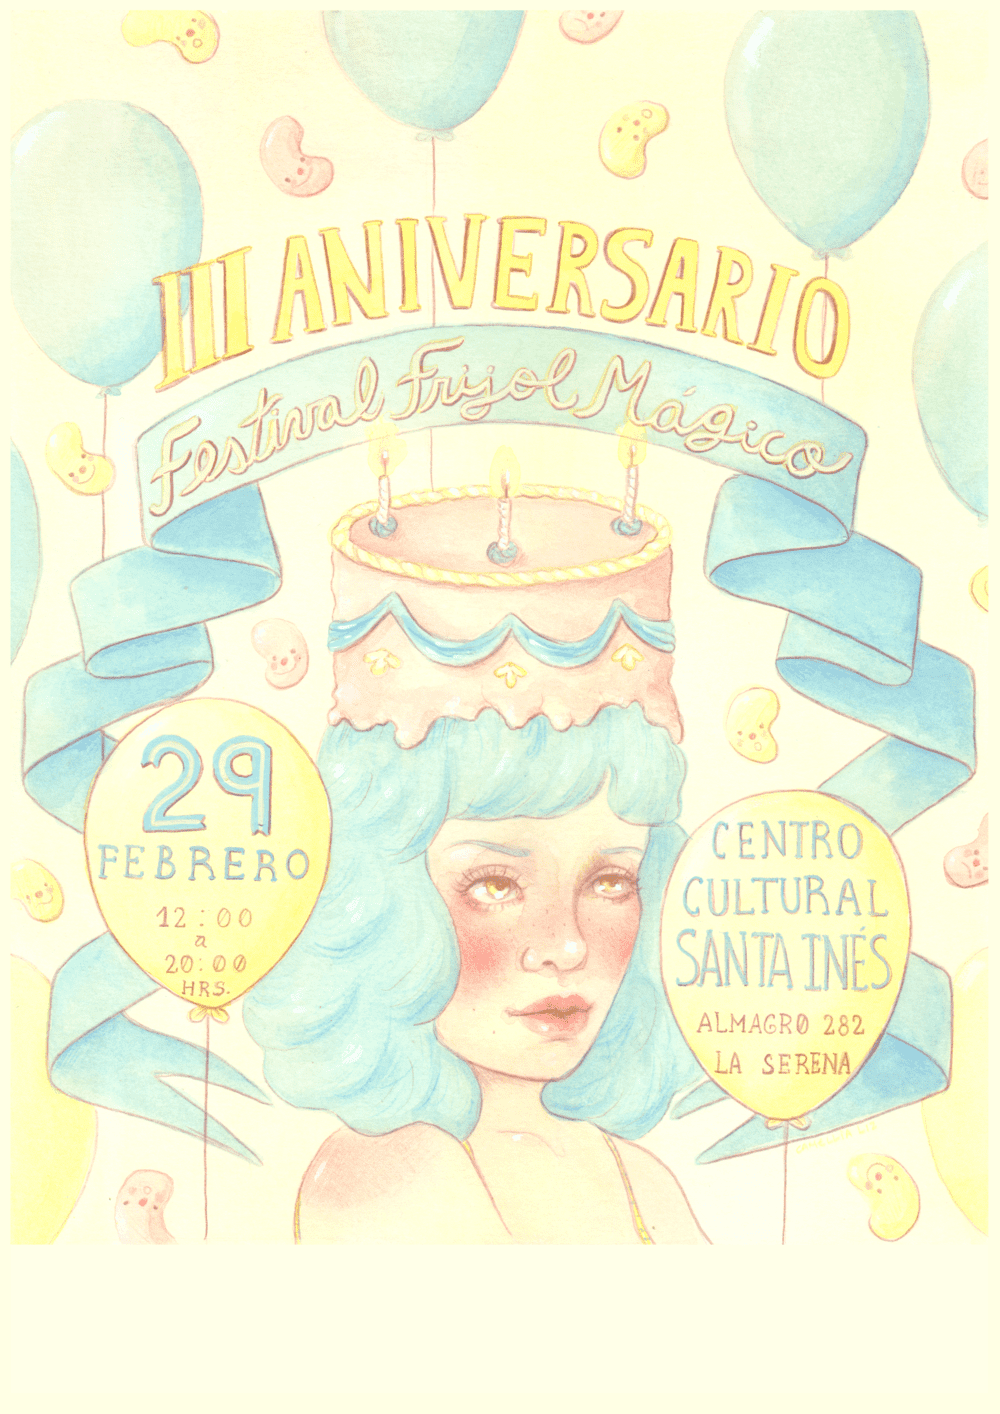 III ANIVERSARIO
Festival Frijol Mágico
29
FEBRERO
12:00
a
20:00
HRS.
CENTRO
CULTURAL
SANTA INÉS
ALMAGRO 282
LA SERENA